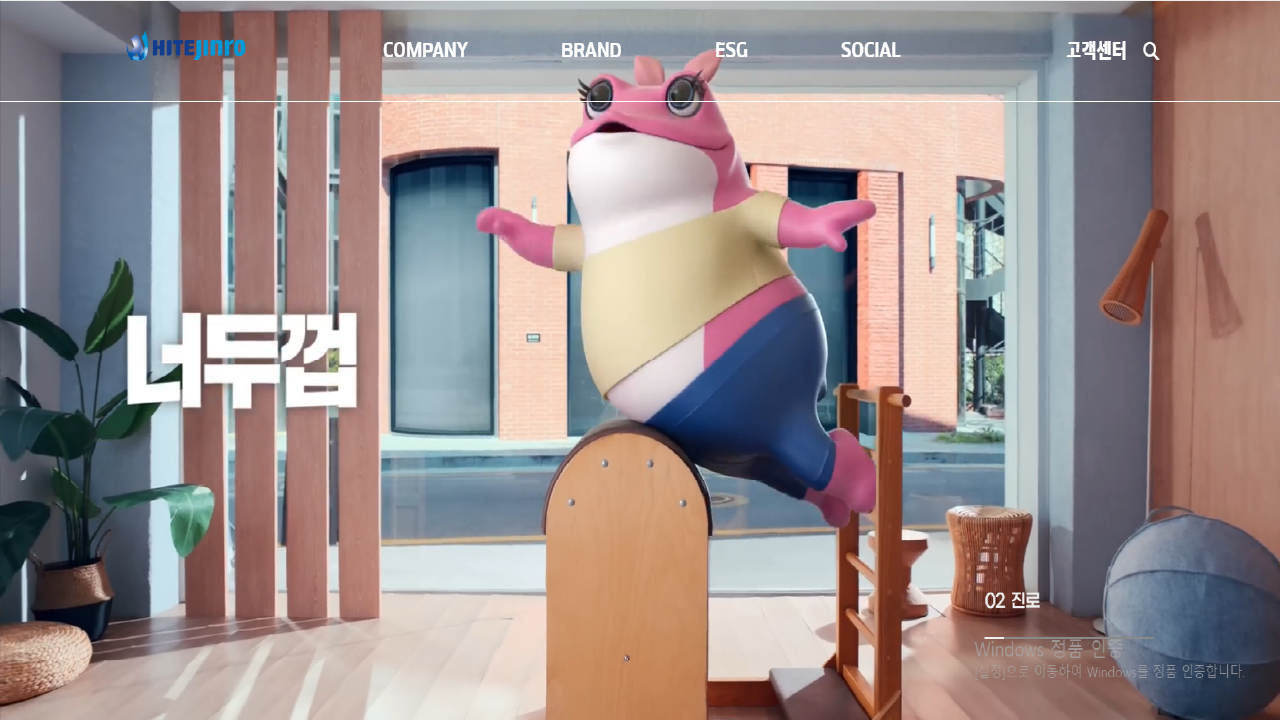 HITEJINRO
COMPANY
BRAND
ESG
SOCIAL
고객센터
너두껍
02 진로
Windows 정품 인증
[설정]으로 이동하여 Windows를 정품 인증합니다.